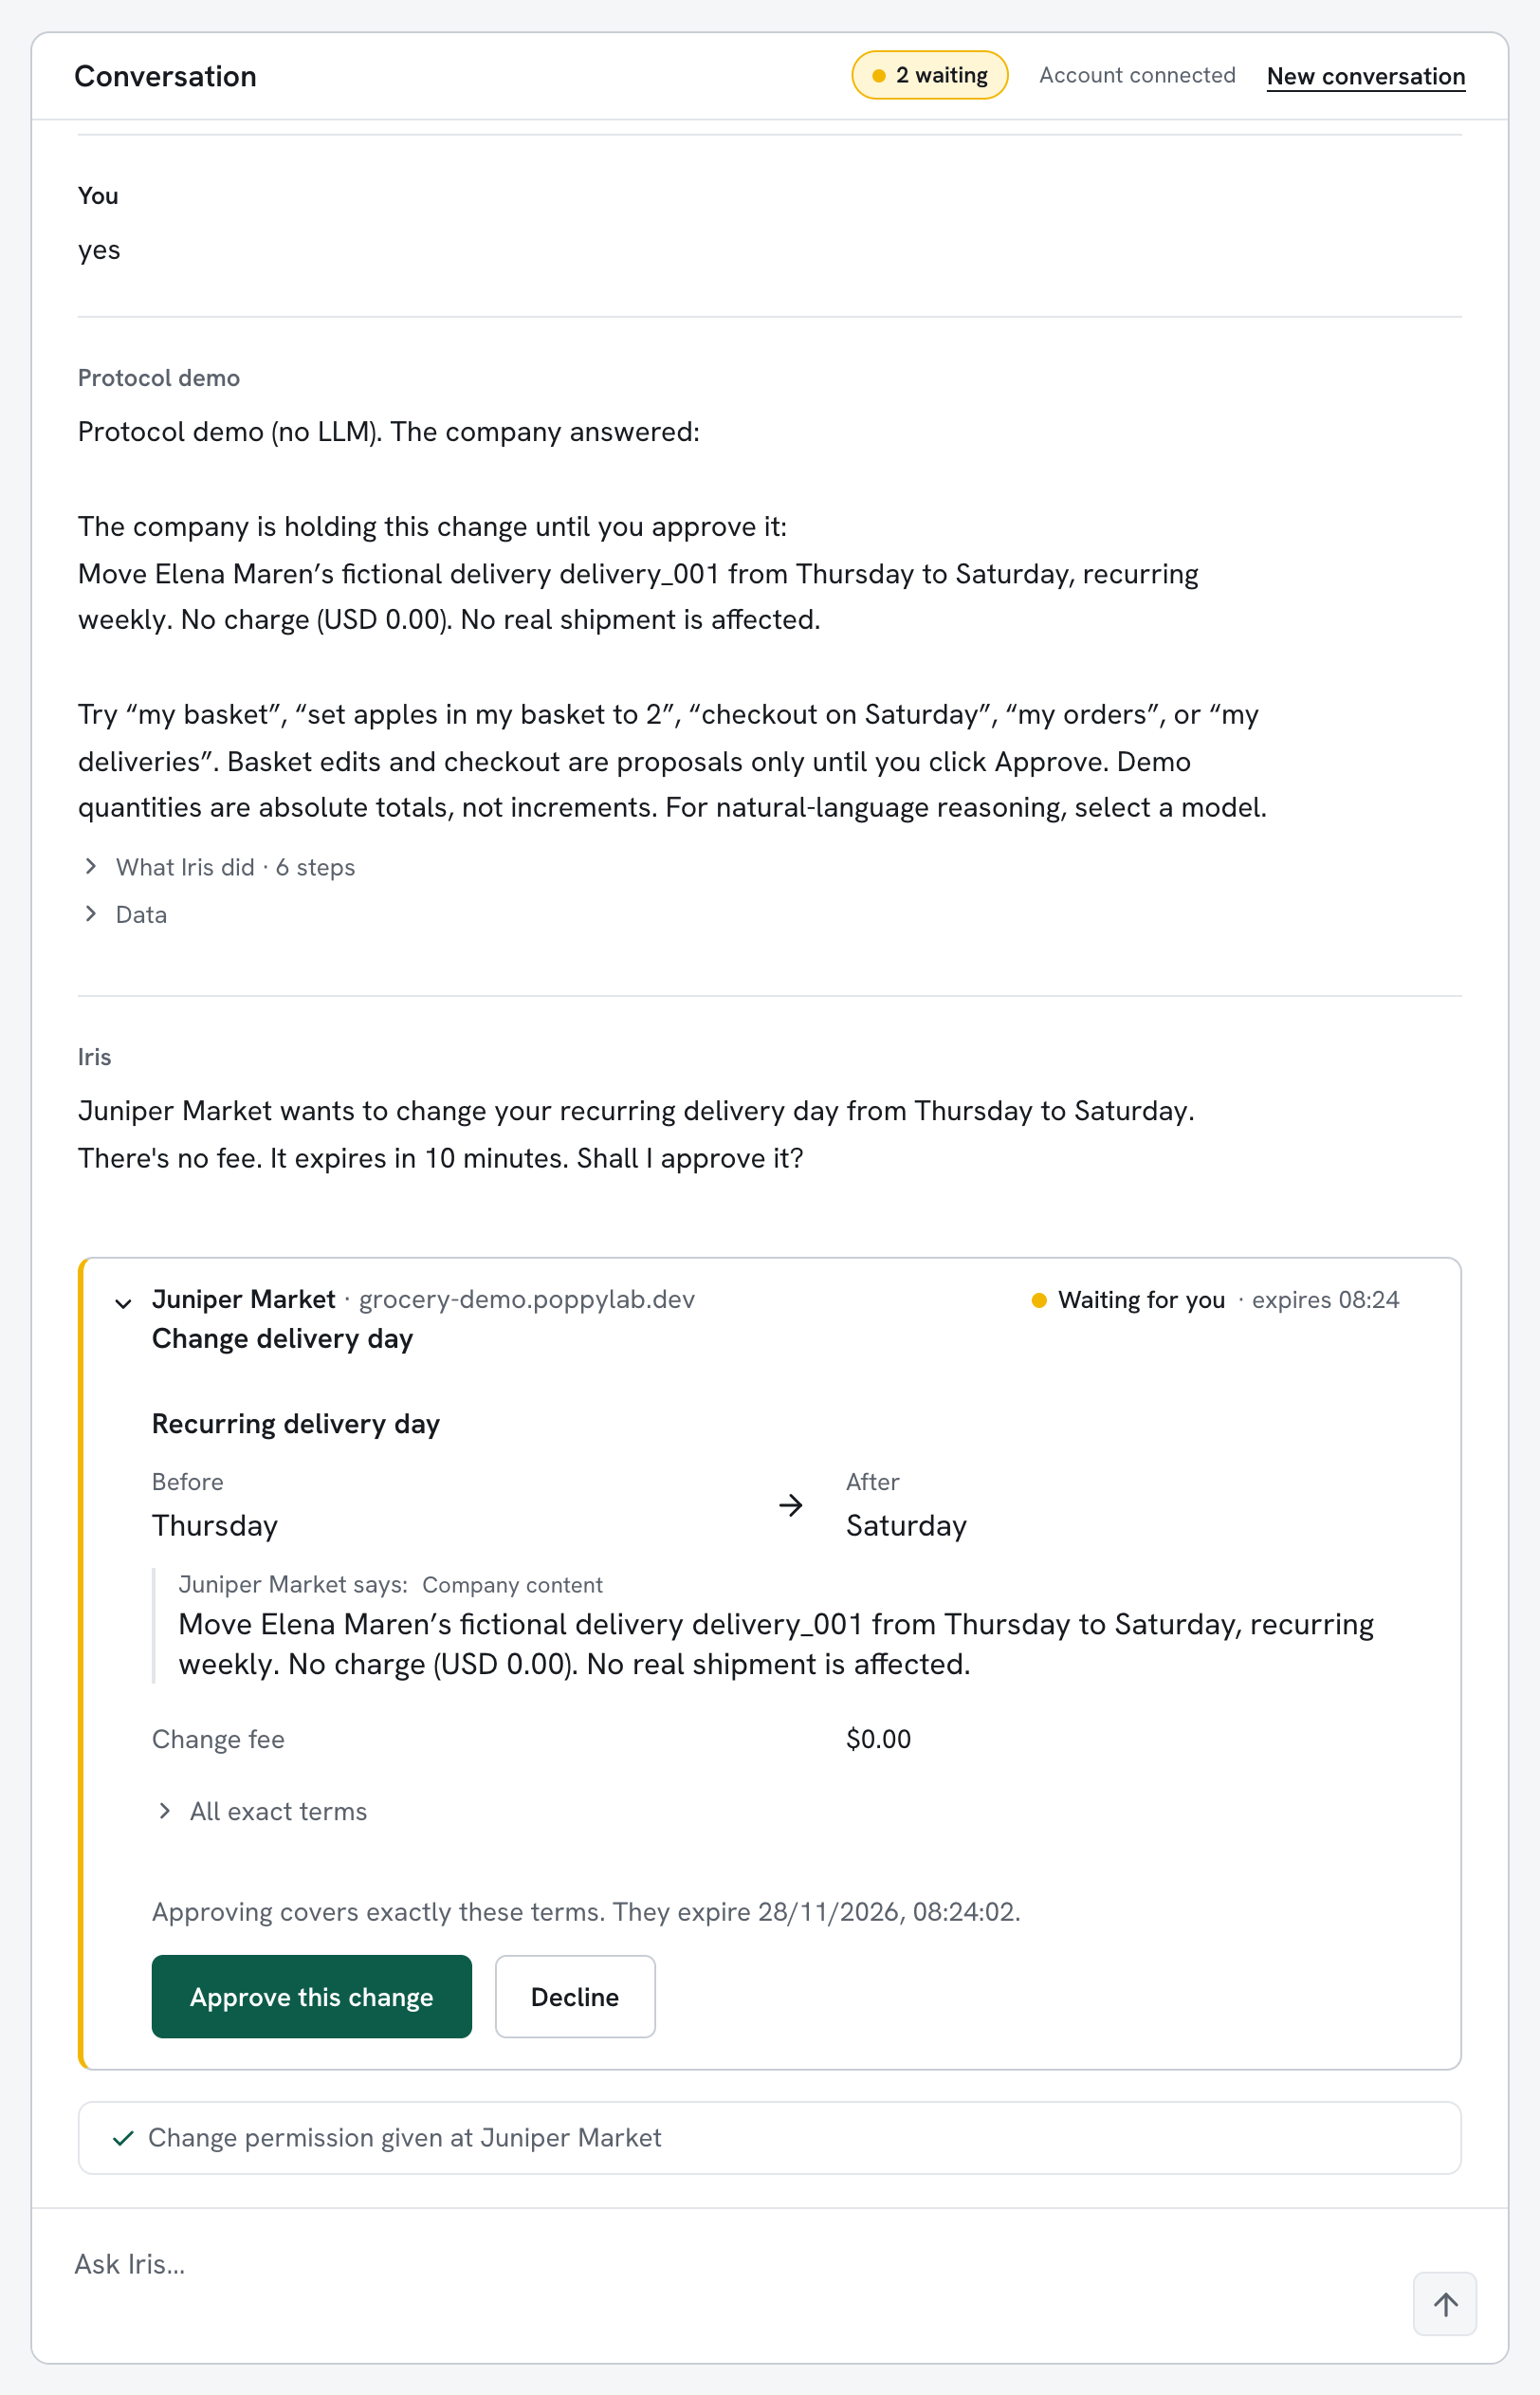 Conversation
2 waiting
Account connected
New conversation
You
yes
Protocol demo
Protocol demo (no LLM). The company answered:
The company is holding this change until you approve it:
Move Elena Maren’s fictional delivery delivery_001 from Thursday to Saturday, recurring
weekly. No charge (USD 0.00). No real shipment is affected.
Try “my basket”, “set apples in my basket to 2”, “checkout on Saturday”, “my orders”, or “my
deliveries”. Basket edits and checkout are proposals only until you click Approve. Demo
quantities are absolute totals, not increments. For natural-language reasoning, select a model.
What Iris did · 6 steps
Data
Iris
Juniper Market wants to change your recurring delivery day from Thursday to Saturday.
There's no fee. It expires in 10 minutes. Shall I approve it?
Juniper Market · grocery-demo.poppylab.dev
Waiting for you · expires 08:24
Change delivery day
Recurring delivery day
Before
After
Thursday
Saturday
Juniper Market says: Company content
Move Elena Maren’s fictional delivery delivery_001 from Thursday to Saturday, recurring
weekly. No charge (USD 0.00). No real shipment is affected.
Change fee
$0.00
All exact terms
Approving covers exactly these terms. They expire 28/11/2026, 08:24:02.
Approve this change
Decline
Change permission given at Juniper Market
Ask Iris...